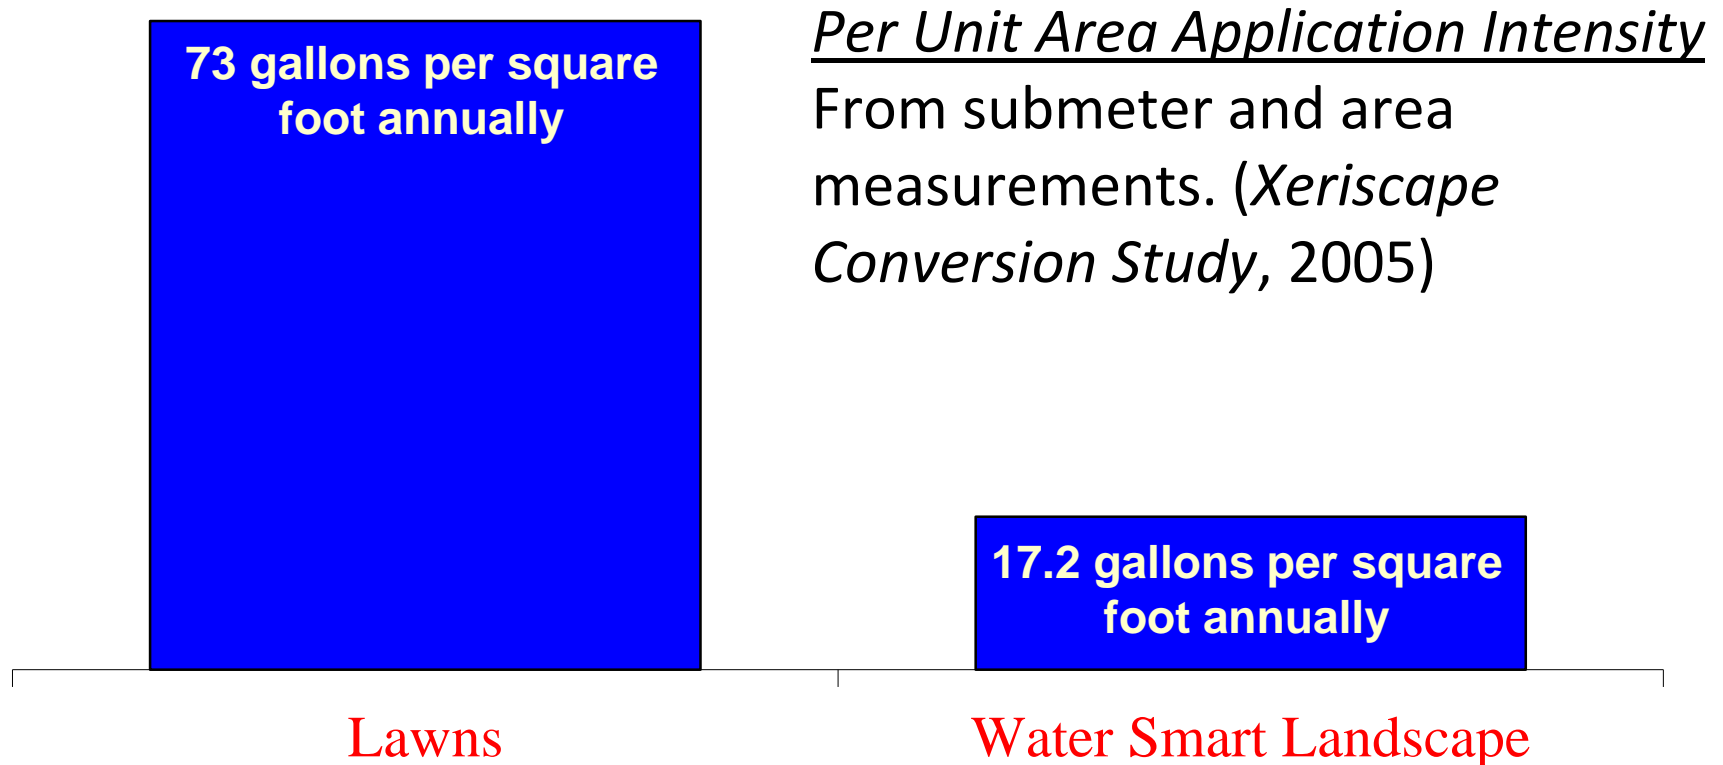 73 gallons per square
foot annually
Per Unit Area Application Intensity
From submeter and area
measurements. (Xeriscape
Conversion Study, 2005)
17.2 gallons per square
foot annually
Lawns
Water Smart Landscape